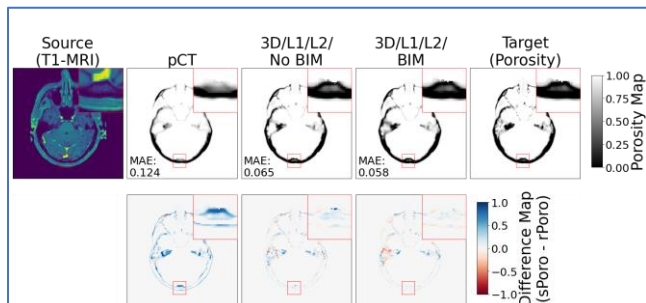 Source
(T1-MRI)
pCT
3D/L1/L2/
No BIM
3D/L1/L2/
BIM
Target
(Porosity)
MAE:
0.124
MAE:
0.065
MAE:
0.058
1.00
0.75
0.50
0.25
0.00
Porosity Map
1.0
0.5
0.0
−0.5
−1.0
Difference Map
(sPoro - rPoro)